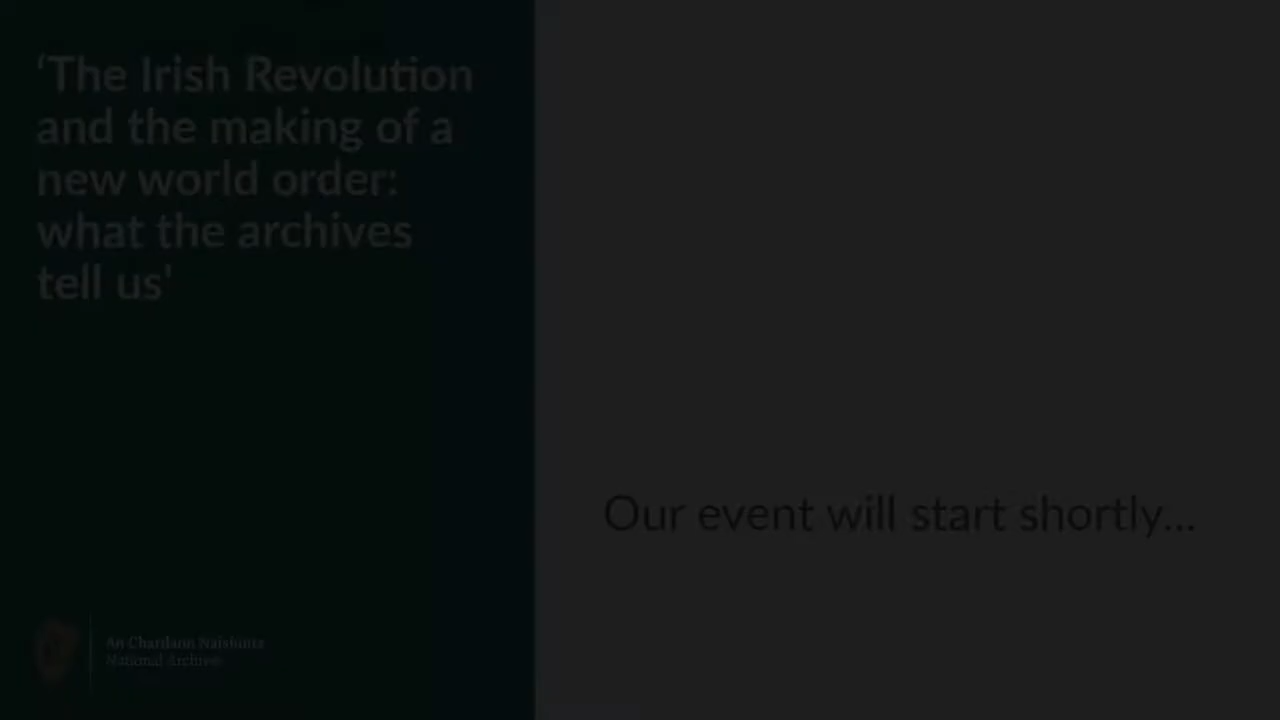 ‘The Irish Revolution
and the making of a
new world order:
what the archives
tell us’
Our event will start shortly...
An Chartlann Náisiúnta
National Archives